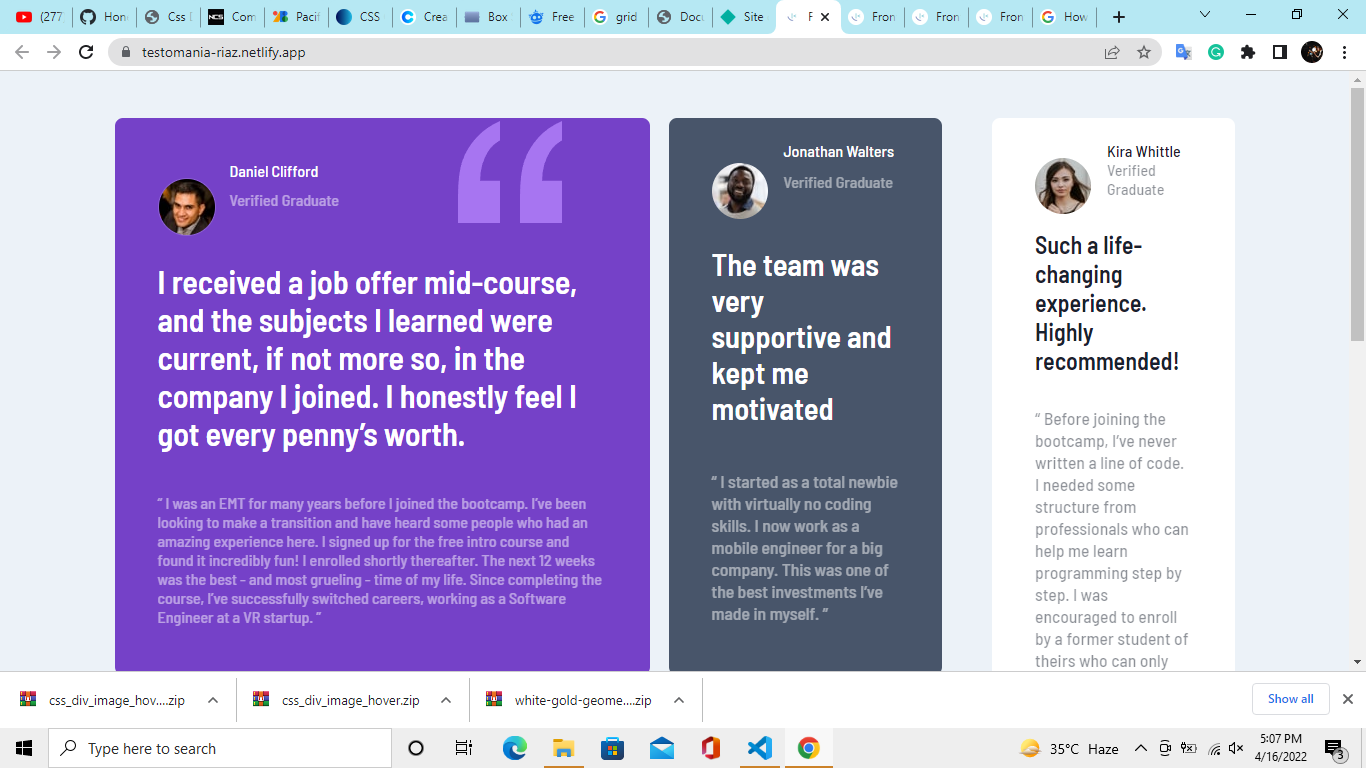 (277
Hon
Css
Com
Pacif
CSS
Crea
Box
Free
grid
Docu
Site
F
Fron
Fron
Fron
How
testomania-riaz.netlify.app
Daniel Clifford
Verified Graduate
I received a job offer mid-course,
and the subjects I learned were
current, if not more so, in the
company I joined. I honestly feel I
got every penny’s worth.
“ I was an EMT for many years before I joined the bootcamp. I’ve been
looking to make a transition and have heard some people who had an
amazing experience here. I signed up for the free intro course and
found it incredibly fun! I enrolled shortly thereafter. The next 12 weeks
was the best - and most grueling - time of my life. Since completing the
course, I’ve successfully switched careers, working as a Software
Engineer at a VR startup. ”
Jonathan Walters
Verified Graduate
The team was
very
supportive and
kept me
motivated
“ I started as a total newbie
with virtually no coding
skills. I now work as a
mobile engineer for a big
company. This was one of
the best investments I’ve
made in myself. ”
Kira Whittle
Verified
Graduate
Such a life-
changing
experience.
Highly
recommended!
“ Before joining the
bootcamp, I’ve never
written a line of code.
I needed some
structure from
professionals who can
help me learn
programming step by
step. I was
encouraged to enroll
by a former student of
theirs who can only
css_div_image_hov....zip
css_div_image_hover.zip
white-gold-geome....zip
Show all
Type here to search
35°C Haze
5:07 PM
4/16/2022
3